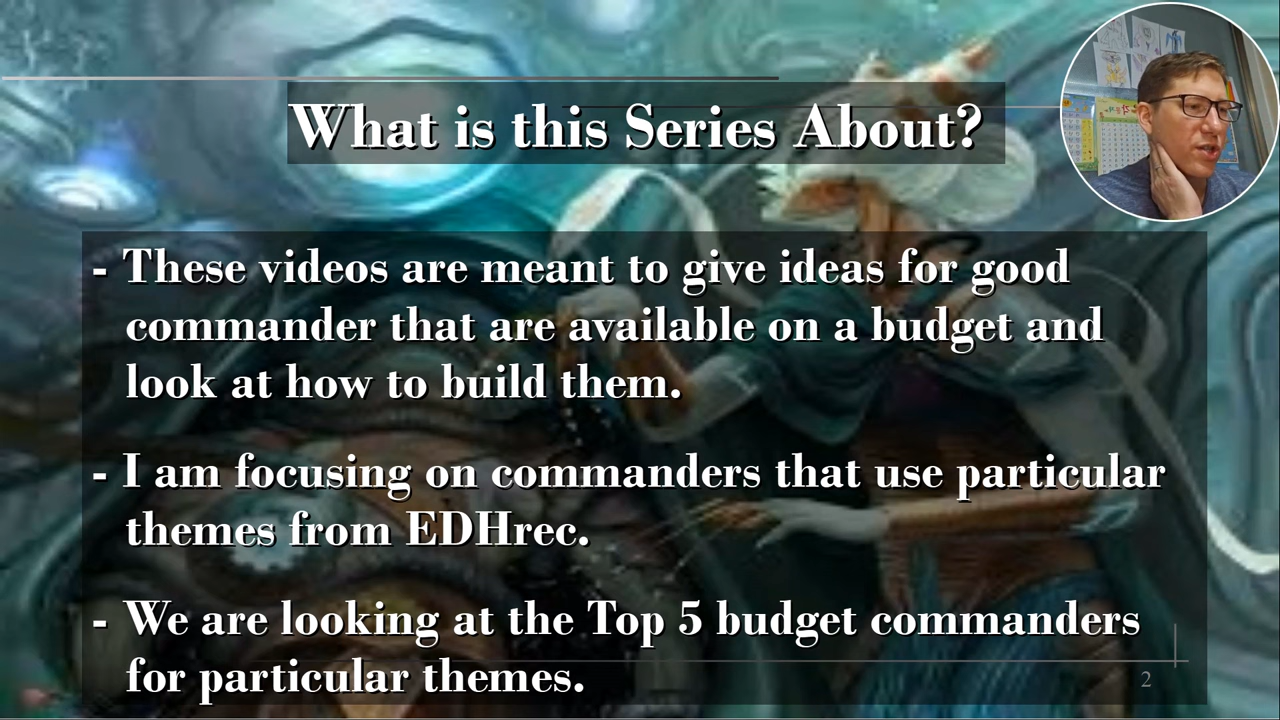 What is this Series About?
- These videos are meant to give ideas for good
commander that are available on a budget and
look at how to build them.
- I am focusing on commanders that use particular
themes from EDHrec.
- We are looking at the Top 5 budget commanders
for particular themes.
2